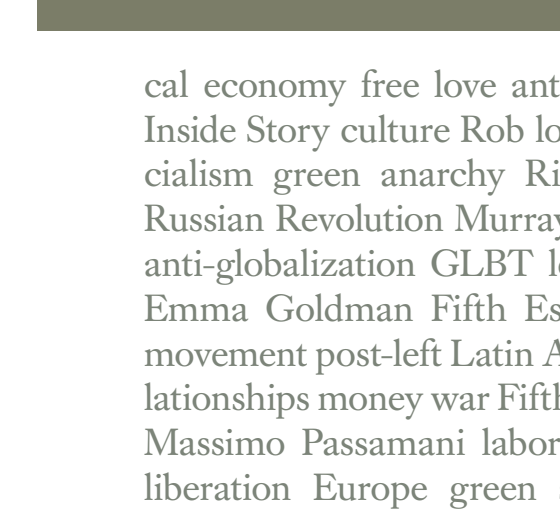 cal economy free love ant
Inside Story culture Rob lo
cialism green anarchy Ri
Russian Revolution Murray
anti-globalization GLBT l
Emma Goldman Fifth Es
movement post-left Latin A
lationships money war Fifth
Massimo Passamani labor
liberation Europe green